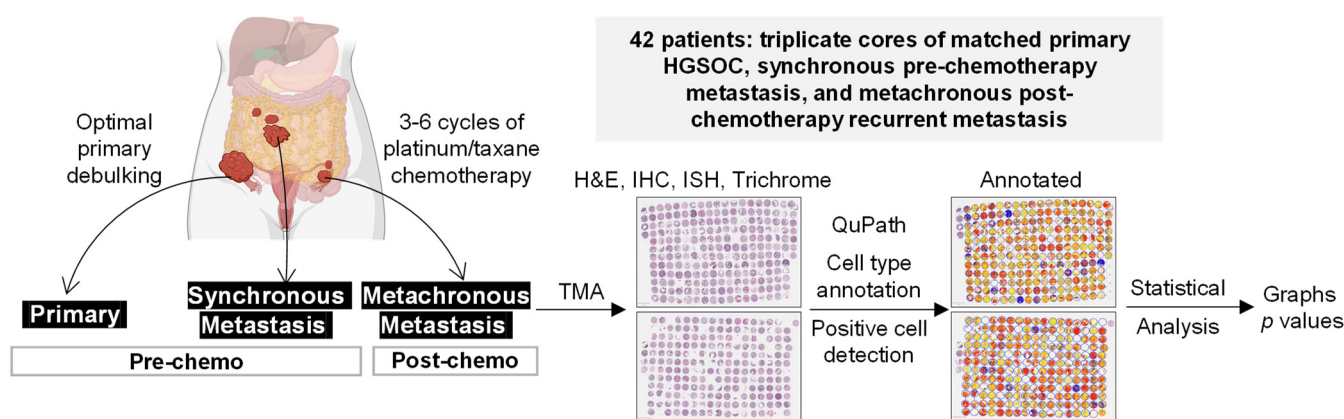 42 patients: triplicate cores of matched primary
HGSOC, synchronous pre-chemotherapy
metastasis, and metachronous post-
chemotherapy recurrent metastasis
Optimal
primary
debulking
3-6 cycles of
platinum/taxane
chemotherapy
Primary
Synchronous
Metastasis
Metachronous
Metastasis
Pre-chemo
Post-chemo
TMA
H&E, IHC, ISH, Trichrome
QuPath
Cell type
annotation
Positive cell
detection
Annotated
Statistical
Analysis
Graphs
p values